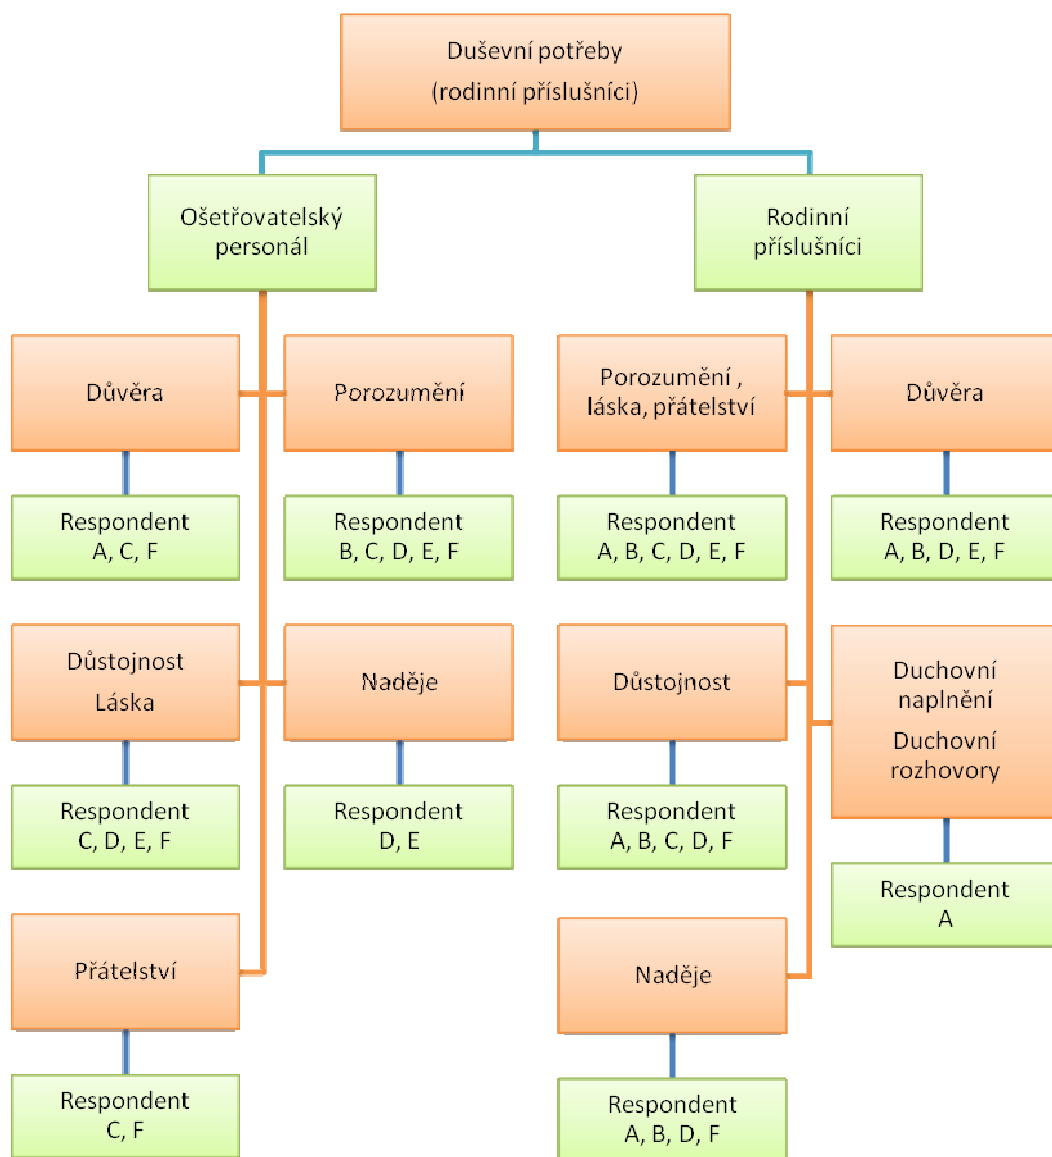 Duševní potřeby
(rodinní příslušníci)
Ošetřovatelský
personál
Rodinní
příslušníci
Důvěra
Porozumění
Porozumění ,
láska, přátelství
Důvěra
Respondent
A, C, F
Respondent
B, C, D, E, F
Respondent
A, B, C, D, E, F
Respondent
A, B, D, E, F
Důstojnost
Láska
Naděje
Důstojnost
Duchovní
naplnění
Duchovní
rozhovory
Respondent
C, D, E, F
Respondent
D, E
Respondent
A, B, C, D, F
Respondent
A
Přátelství
Naděje
Respondent
C, F
Respondent
A, B, D, F